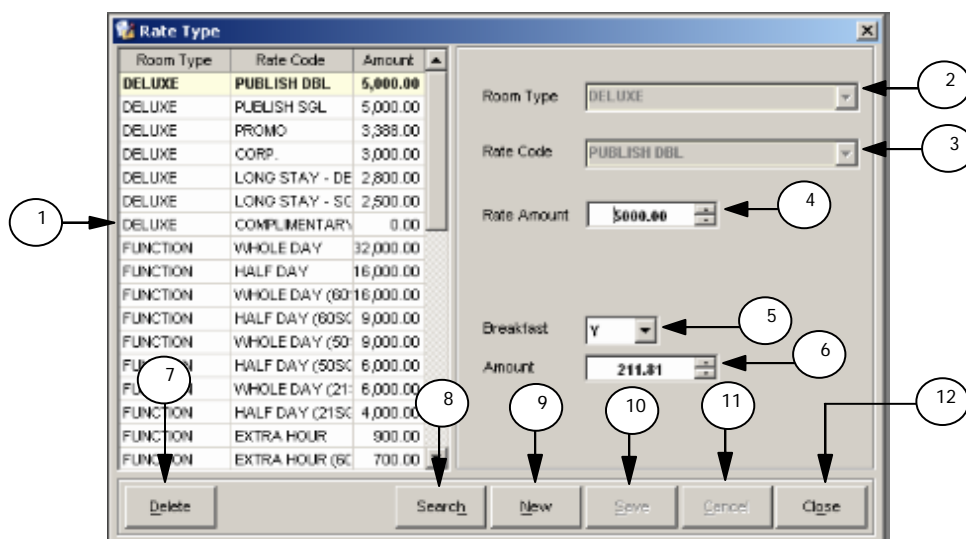 Rate Type
Room Type Rate Code Amount
DELUXE PUBLISH DBL 5,000.00
DELUXE PUBLISH SGL 5,000.00
DELUXE PROMO 3,388.00
DELUXE CORP. 3,000.00
DELUXE LONG STAY - DE 2,800.00
DELUXE LONG STAY - SC 2,500.00
DELUXE COMPLIMENTARY 0.00
FUNCTION WHOLE DAY 32,000.00
FUNCTION HALF DAY 16,000.00
FUNCTION WHOLE DAY (60 16,000.00
FUNCTION HALF DAY (60SC 9,000.00
FUNCTION WHOLE DAY (50 9,000.00
FUNCTION HALF DAY (50SC 6,000.00
WHOLE DAY (21 6,000.00
FUNCTION HALF DAY (21SC 4,000.00
FUNCTION EXTRA HOUR 900.00
FUNCTION EXTRA HOUR (60 700.00
Room Type DELUXE
Rate Code PUBLISH DBL
Rate Amount 5000.00
Breakfast Y
Amount 211.81
Delete Search New Save Cancel Close
1
2
3
4
5
6
7
8
9
10
11
12